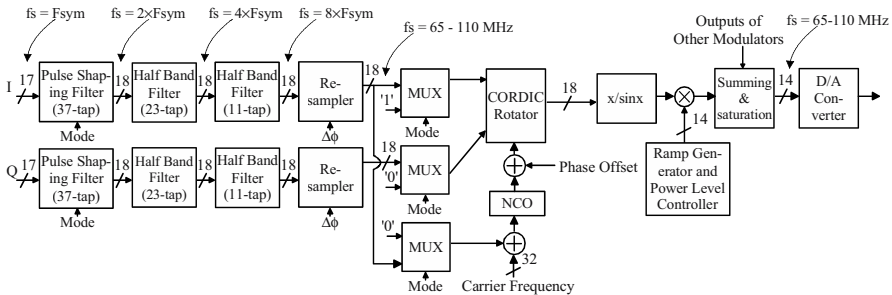 fs = Fsym
fs = 2×Fsym
fs = 4×Fsym
fs = 8×Fsym
fs = 65 - 110 MHz
Outputs of
Other Modulators
fs = 65-110 MHz
I
17
Pulse Shap-
ing Filter
(37-tap)
Mode
18
Half Band
Filter
(23-tap)
18
Half Band
Filter
(11-tap)
18
Re-
sampler
Δϕ
18
'1'
MUX
Mode
CORDIC
Rotator
18
x/sinx
14
Summing
&
saturation
14
D/A
Con-
verter
Q
17
Pulse Shap-
ing Filter
(37-tap)
Mode
18
Half Band
Filter
(23-tap)
18
Half Band
Filter
(11-tap)
18
Re-
sampler
Δϕ
18
'0'
MUX
Mode
Phase Offset
NCO
Ramp Gen-
erator and
Power Level
Controller
'0'
MUX
Mode
32
Carrier Frequency